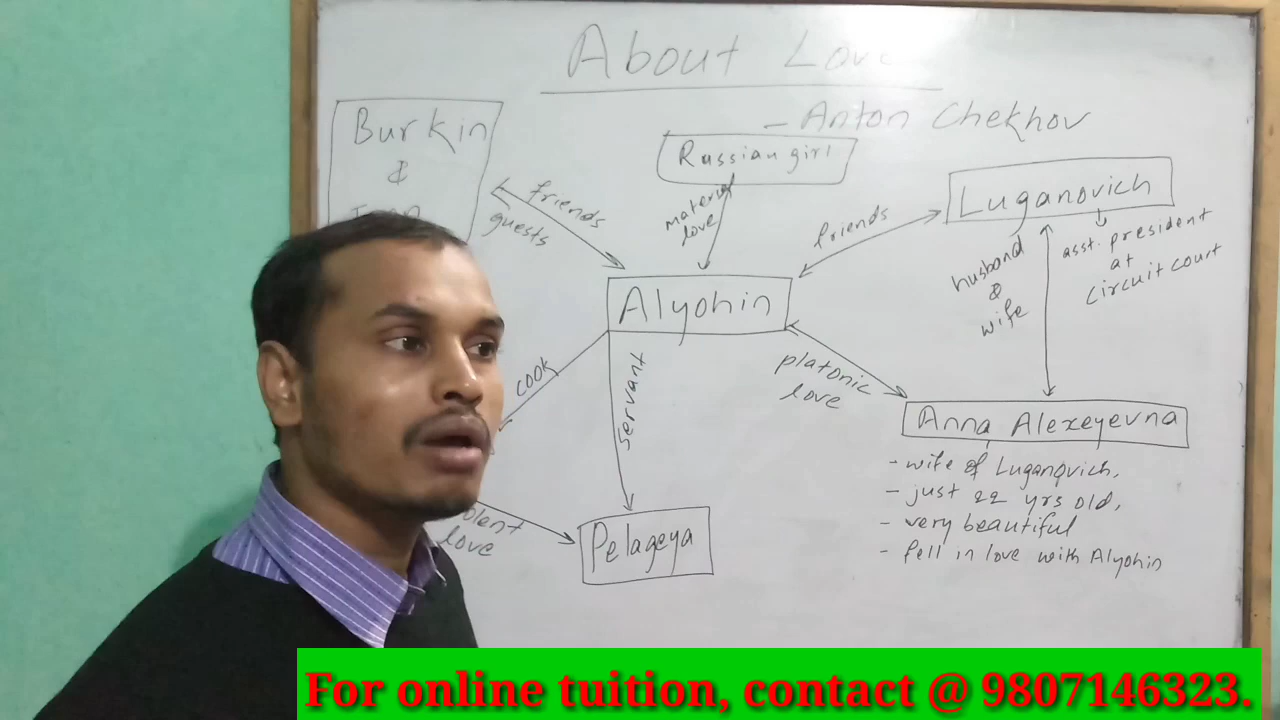 About Love
- Anton Chekhov
Burkin
&
friends
guests
Russian girl
material
love
friends
Luganovich
asst. president
at
circuit court
husband
&
wife
Alyohin
cook
servant
platonic
love
Anna Alexeyevna
- wife of Luganovich,
- just 22 yrs old,
- very beautiful
- fell in love with Alyohin
love
Pelageya
For online tuition, contact @ 9807146323.